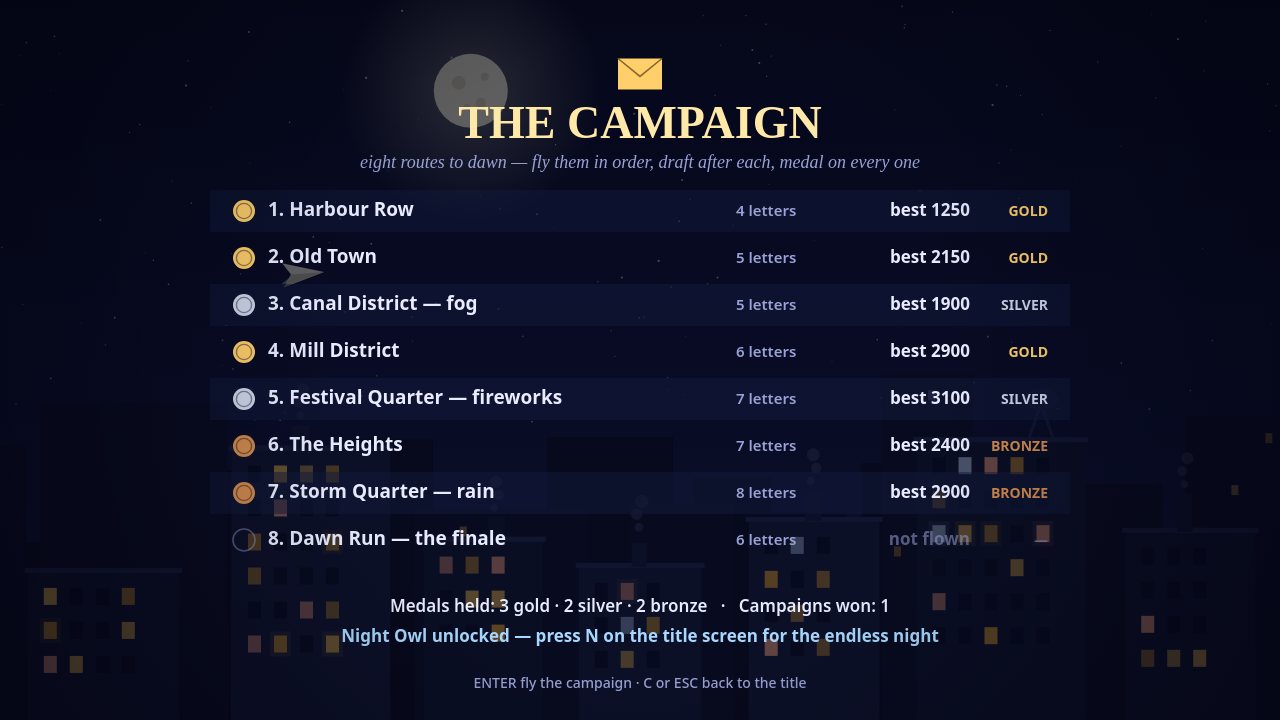 THE CAMPAIGN
eight routes to dawn — fly them in order, draft after each, medal on every one
1. Harbour Row 4 letters best 1250 GOLD
2. Old Town 5 letters best 2150 GOLD
3. Canal District — fog 5 letters best 1900 SILVER
4. Mill District 6 letters best 2900 GOLD
5. Festival Quarter — fireworks 7 letters best 3100 SILVER
6. The Heights 7 letters best 2400 BRONZE
7. Storm Quarter — rain 8 letters best 2900 BRONZE
8. Dawn Run — the finale 6 letters not flown —
Medals held: 3 gold · 2 silver · 2 bronze · Campaigns won: 1
Night Owl unlocked — press N on the title screen for the endless night
ENTER fly the campaign · C or ESC back to the title